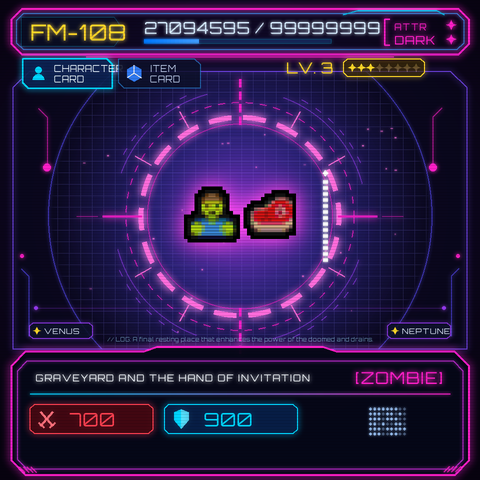 FM-108
27094595 / 99999999
ATTR
DARK
CHARACTER
CARD
ITEM
CARD
LV. 3
VENUS
NEPTUNE
// LOG: A final resting place that enhances the power of the doomed and drains
GRAVEYARD AND THE HAND OF INVITATION
[ZOMBIE]
700
900